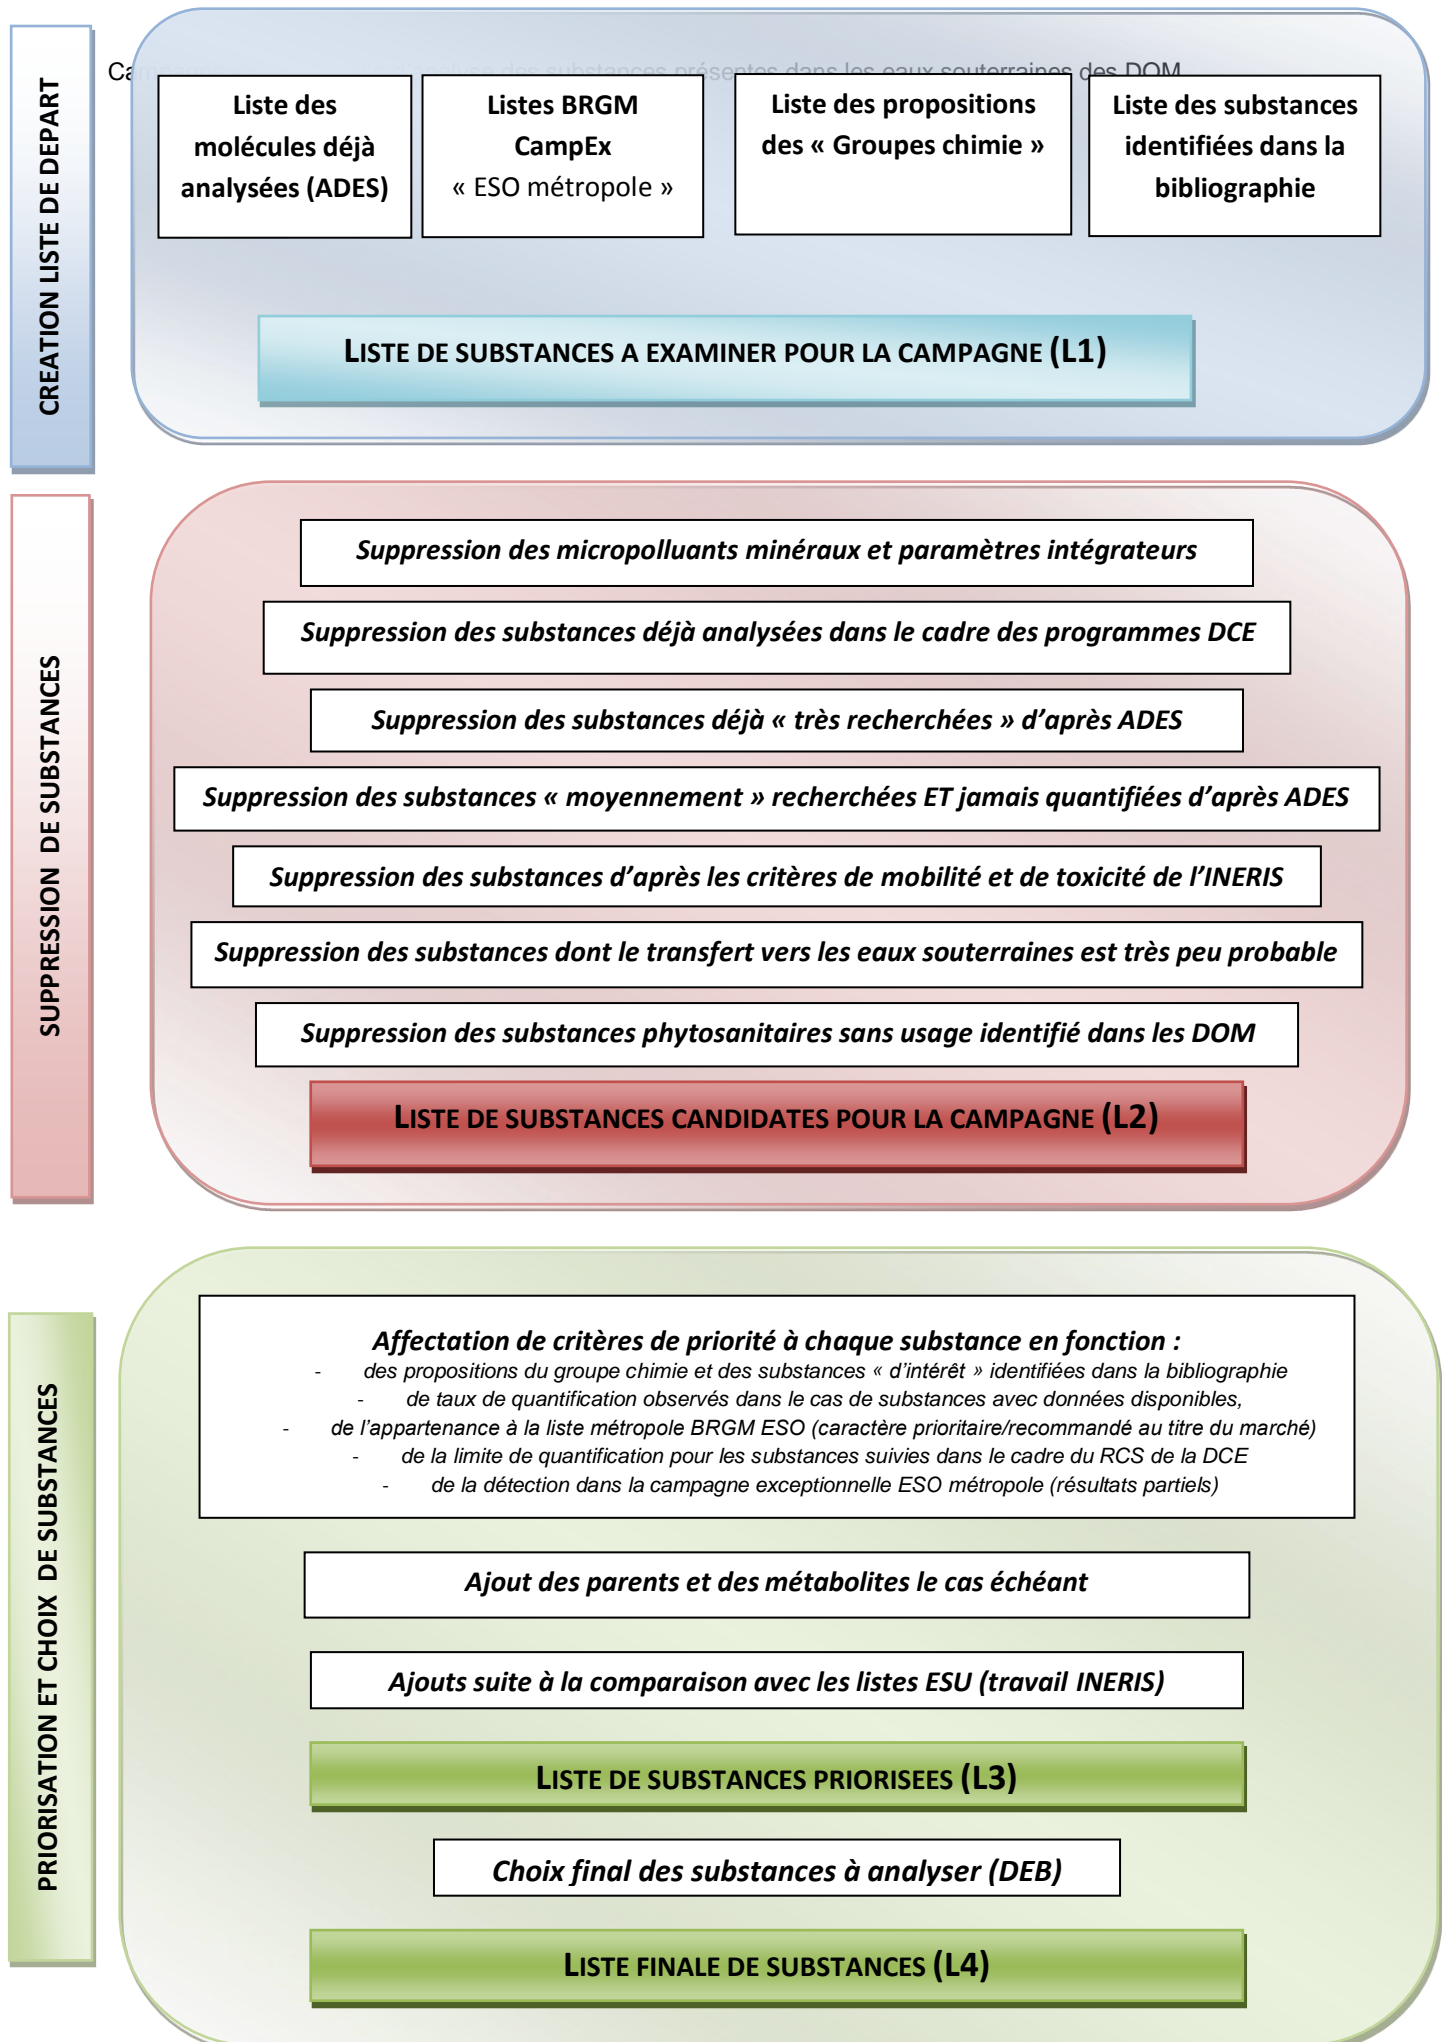 CREATION LISTE DE DEPART
analyse des substances présentes dans les eaux souterraines des DOM
Liste des
molécules déjà
analysées (ADES)
Listes BRGM
CampEx
« ESO métropole »
Liste des propositions
des « Groupes chimie »
Liste des substances
identifiées dans la
bibliographie
LISTE DE SUBSTANCES A EXAMINER POUR LA CAMPAGNE (L1)
SUPPRESSION DE SUBSTANCES
Suppression des micropolluants minéraux et paramètres intégrateurs
Suppression des substances déjà analysées dans le cadre des programmes DCE
Suppression des substances déjà « très recherchées » d'après ADES
Suppression des substances « moyennement » recherchées ET jamais quantifiées d'après ADES
Suppression des substances d'après les critères de mobilité et de toxicité de l'INERIS
Suppression des substances dont le transfert vers les eaux souterraines est très peu probable
Suppression des substances phytosanitaires sans usage identifié dans les DOM
LISTE DE SUBSTANCES CANDIDATES POUR LA CAMPAGNE (L2)
PRIORISATION ET CHOIX DE SUBSTANCES
Affectation de critères de priorité à chaque substance en fonction :
- des propositions du groupe chimie et des substances « d'intérêt » identifiées dans la bibliographie
- de taux de quantification observés dans le cas de substances avec données disponibles,
- de l'appartenance à la liste métropole BRGM ESO (caractère prioritaire/recommandé au titre du marché)
- de la limite de quantification pour les substances suivies dans le cadre du RCS de la DCE
- de la détection dans la campagne exceptionnelle ESO métropole (résultats partiels)
Ajout des parents et des métabolites le cas échéant
Ajouts suite à la comparaison avec les listes ESU (travail INERIS)
LISTE DE SUBSTANCES PRIORISEES (L3)
Choix final des substances à analyser (DEB)
LISTE FINALE DE SUBSTANCES (L4)